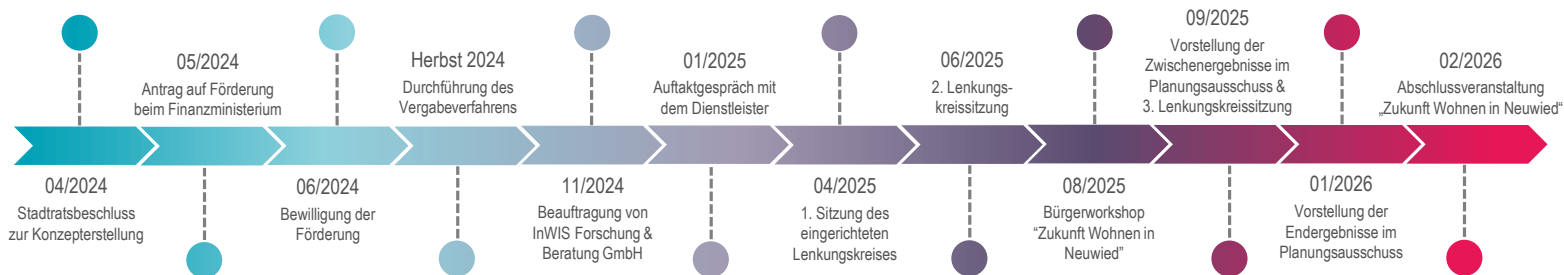 04/2024
Stadtratsbeschluss
zur Konzepterstellung
05/2024
Antrag auf Förderung
beim Finanzministerium
06/2024
Bewilligung der
Förderung
Herbst 2024
Durchführung des
Vergabeverfahrens
11/2024
Beauftragung von
InWIS Forschung &
Beratung GmbH
01/2025
Auftaktgespräch mit
dem Dienstleister
04/2025
1. Sitzung des
eingerichteten
Lenkungskreises
06/2025
2. Lenkungs-
kreissitzung
08/2025
Bürgerworkshop
“Zukunft Wohnen in
Neuwied”
09/2025
Vorstellung der
Zwischenergebnisse im
Planungsausschuss &
3. Lenkungskreissitzung
01/2026
Vorstellung der
Endergebnisse im
Planungsausschuss
02/2026
Abschlussveranstaltung
„Zukunft Wohnen in Neuwied“